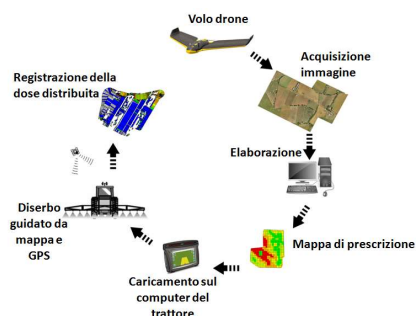 Volo drone
Acquisizione
immagine
Elaborazione
Mappa di prescrizione
Caricamento sul
computer del
trattore
Diserbo
guidato da
mappa e
GPS
Registrazione della
dose distribuita